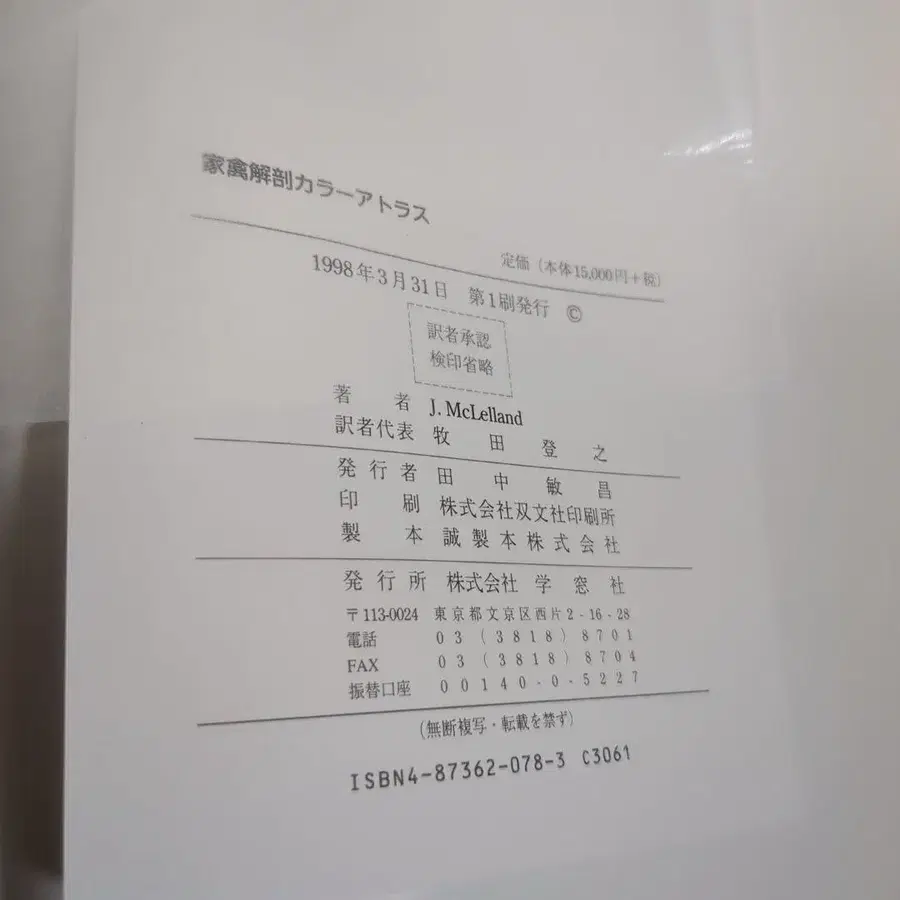 家禽解剖カラーアトラス
定価（本体15,000円＋税）
1998年3月31日　第1刷発行　©
訳者承認
検印省略
著　者　J. McLelland
訳者代表　牧　田　登　之
発行者　田　中　敏　昌
印　刷　株式会社双文社印刷所
製　本　誠製本株式会社
発行所　株式会社　学窓社
〒113-0024　東京都文京区西片2-16-28
電話　03（3818）8701
FAX　03（3818）8704
振替口座　00140-0-5227
（無断複写・転載を禁ず）
ISBN4-87362-078-3　C3061